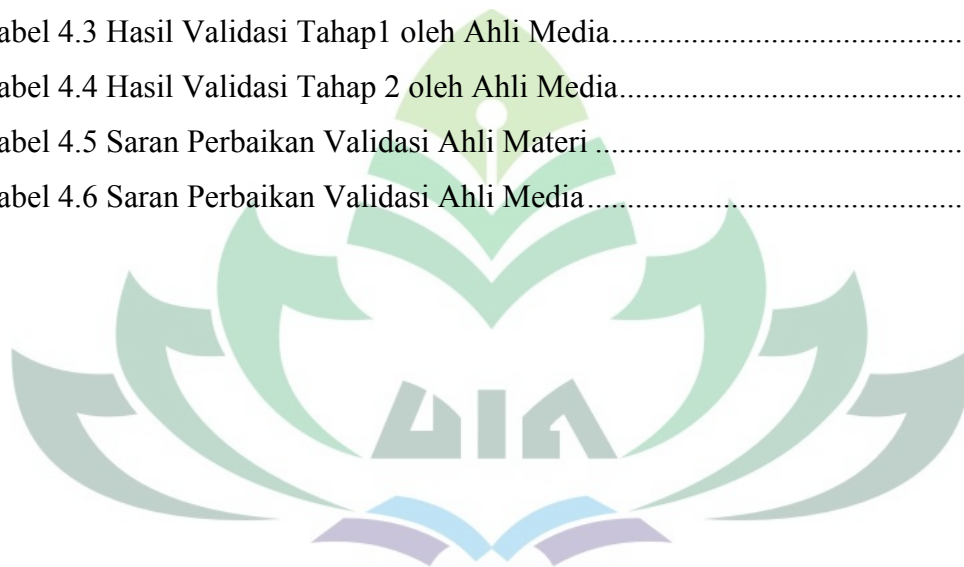 abel 4.3 Hasil Validasi Tahap1 oleh Ahli Media............................................
abel 4.4 Hasil Validasi Tahap 2 oleh Ahli Media...........................................
abel 4.5 Saran Perbaikan Validasi Ahli Materi ..............................................
abel 4.6 Saran Perbaikan Validasi Ahli Media...............................................
UIN